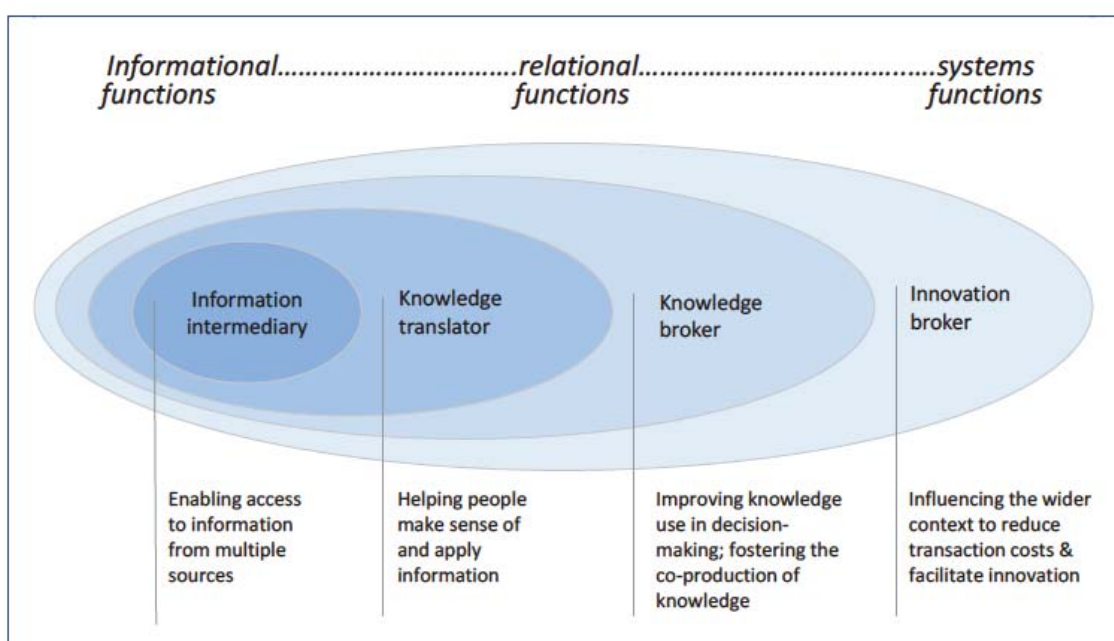 Informational……………………………….relational…………………………………..…..systems
functions functions functions
Information
intermediary
Knowledge
translator
Knowledge
broker
Innovation
broker
Enabling access
to information
from multiple
sources
Helping people
make sense of
and apply
information
Improving knowledge
use in decision-
making; fostering the
co-production of
knowledge
Influencing the wider
context to reduce
transaction costs &
facilitate innovation